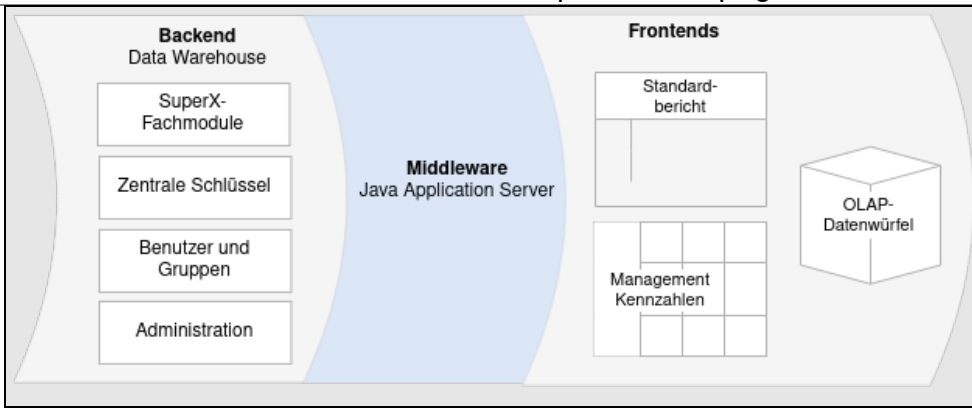 Backend
Data Warehouse
SuperX-
Fachmodule
Zentrale Schlüssel
Benutzer und
Gruppen
Administration
Middleware
Java Application Server
Frontends
Standard-
bericht
Management
Kennzahlen
OLAP-
Datenwürfel